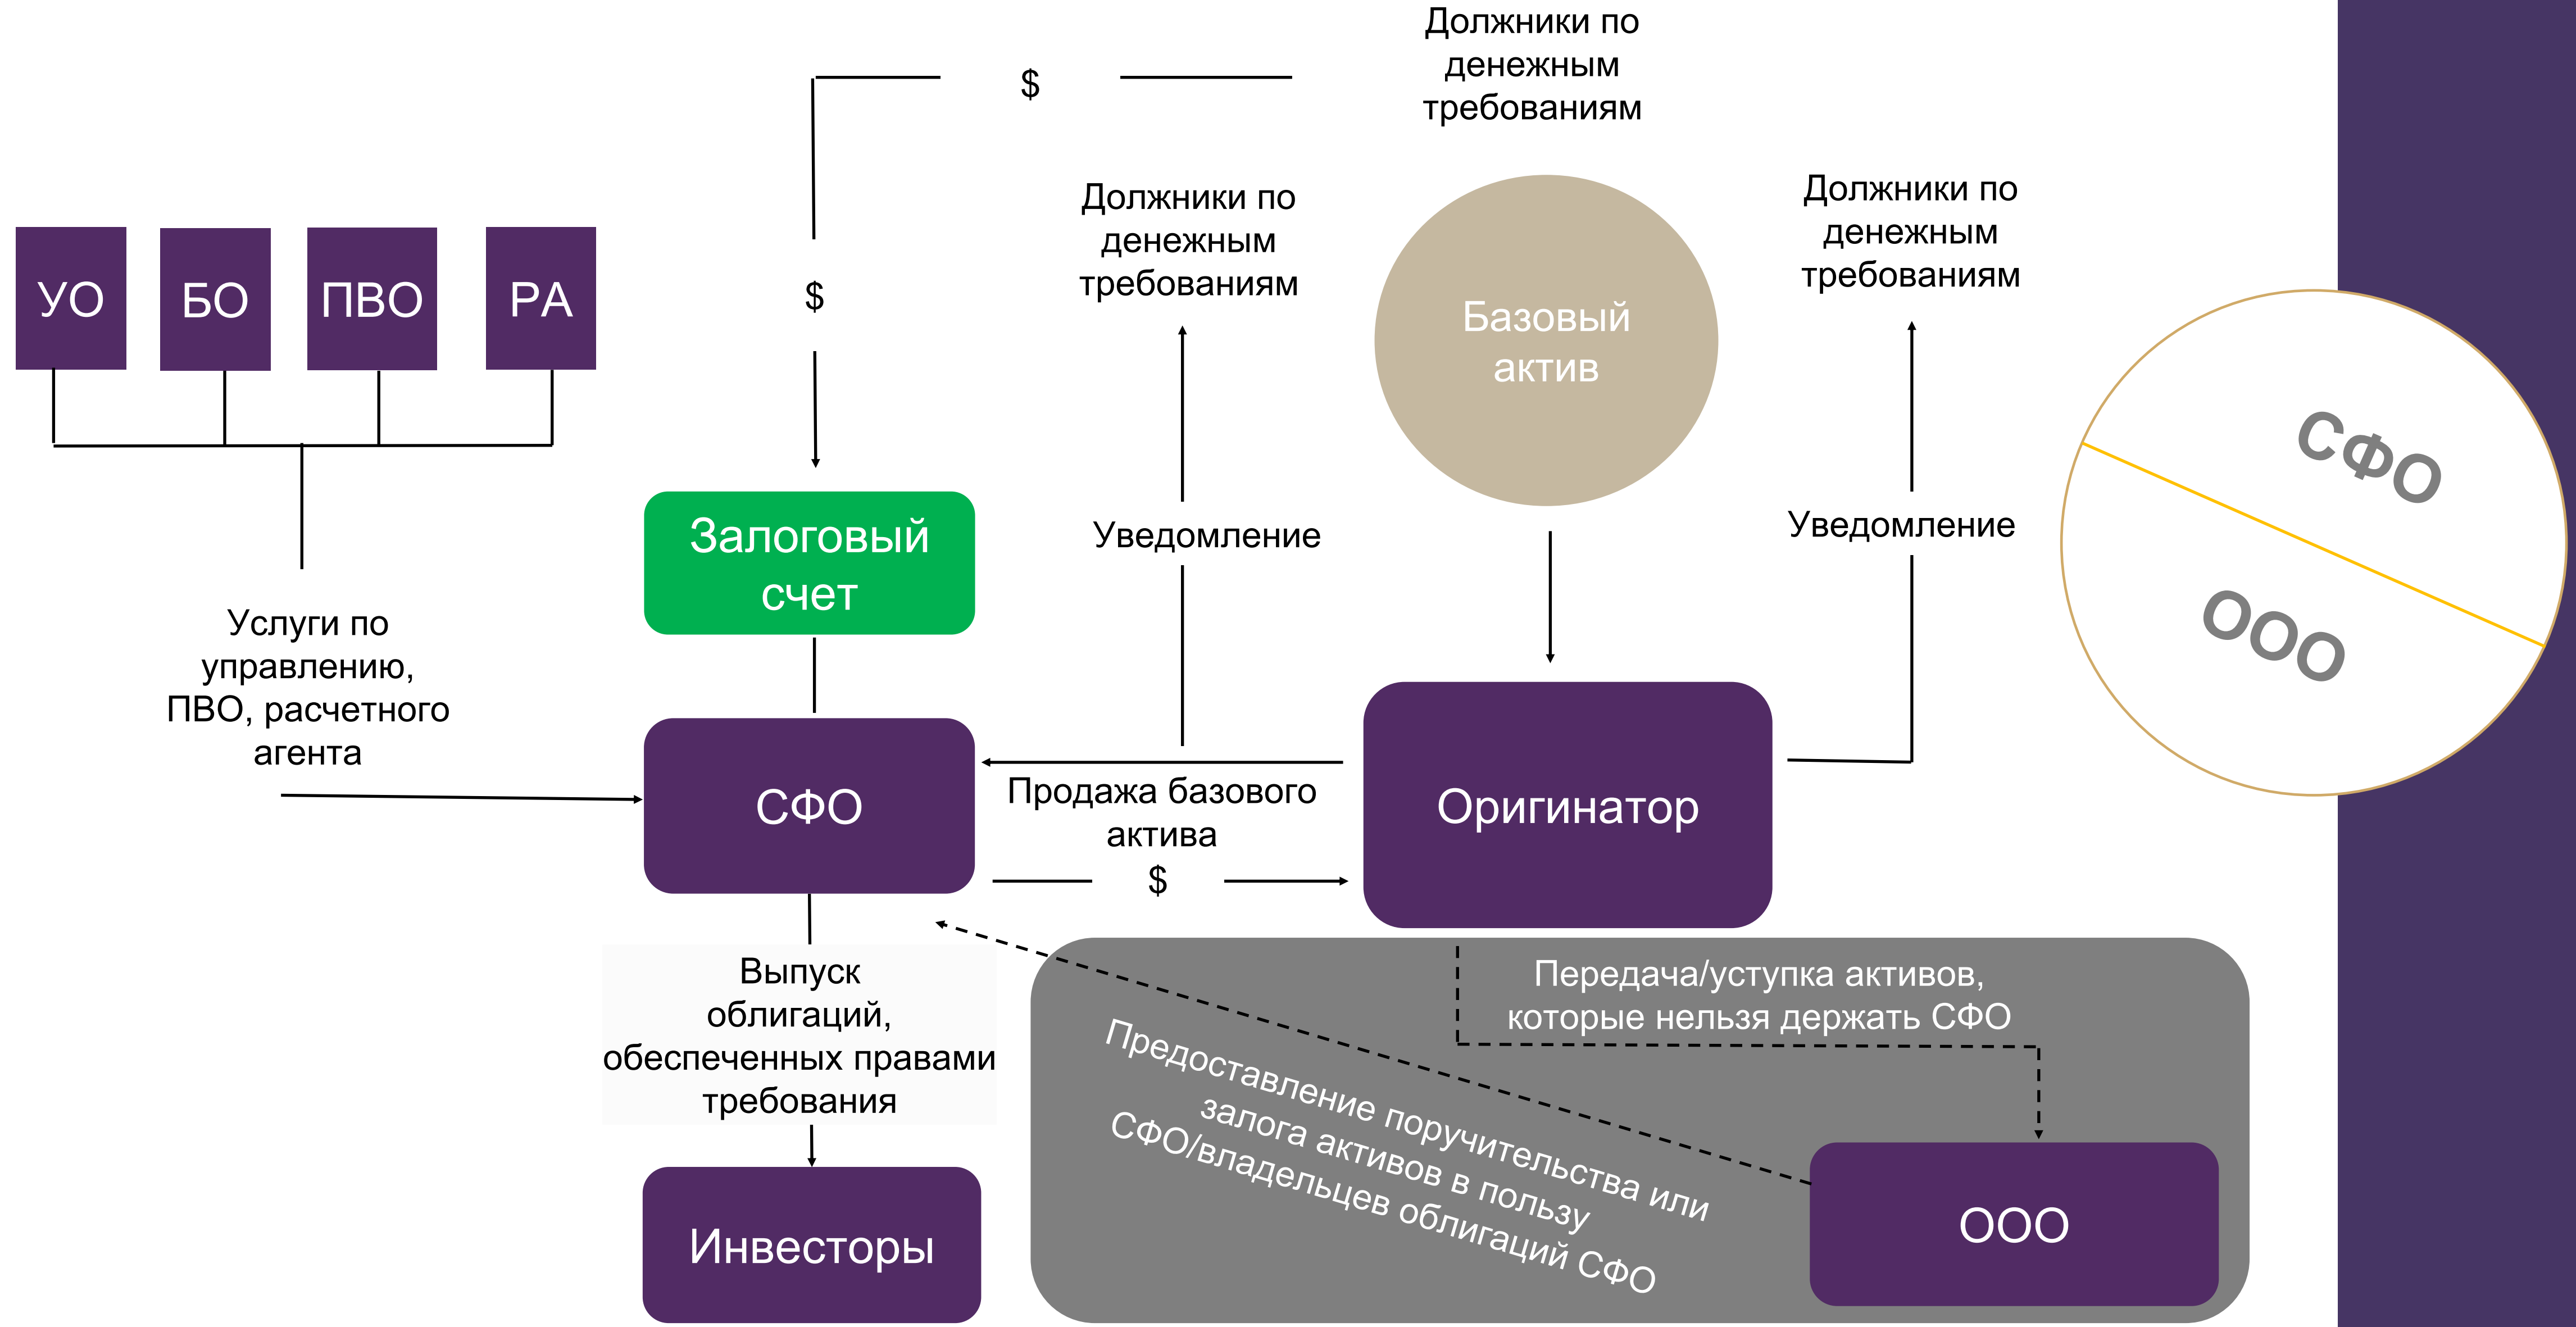 Должники по
денежным
требованиям
$
Должники по
денежным
требованиям
Должники по
денежным
требованиям
УО
БО
ПВО
РА
$
Базовый
актив
СФО
ООО
Залоговый
счет
Уведомление
Уведомление
Услуги по
управлению,
ПВО, расчетного
агента
СФО
Продажа базового
актива
$
Оригинатор
Выпуск
облигаций,
обеспеченных правами
требования
Передача/уступка активов,
которые нельзя держать СФО
Предоставление поручительства или
залога активов в пользу
СФО/владельцев облигаций СФО
Инвесторы
ООО